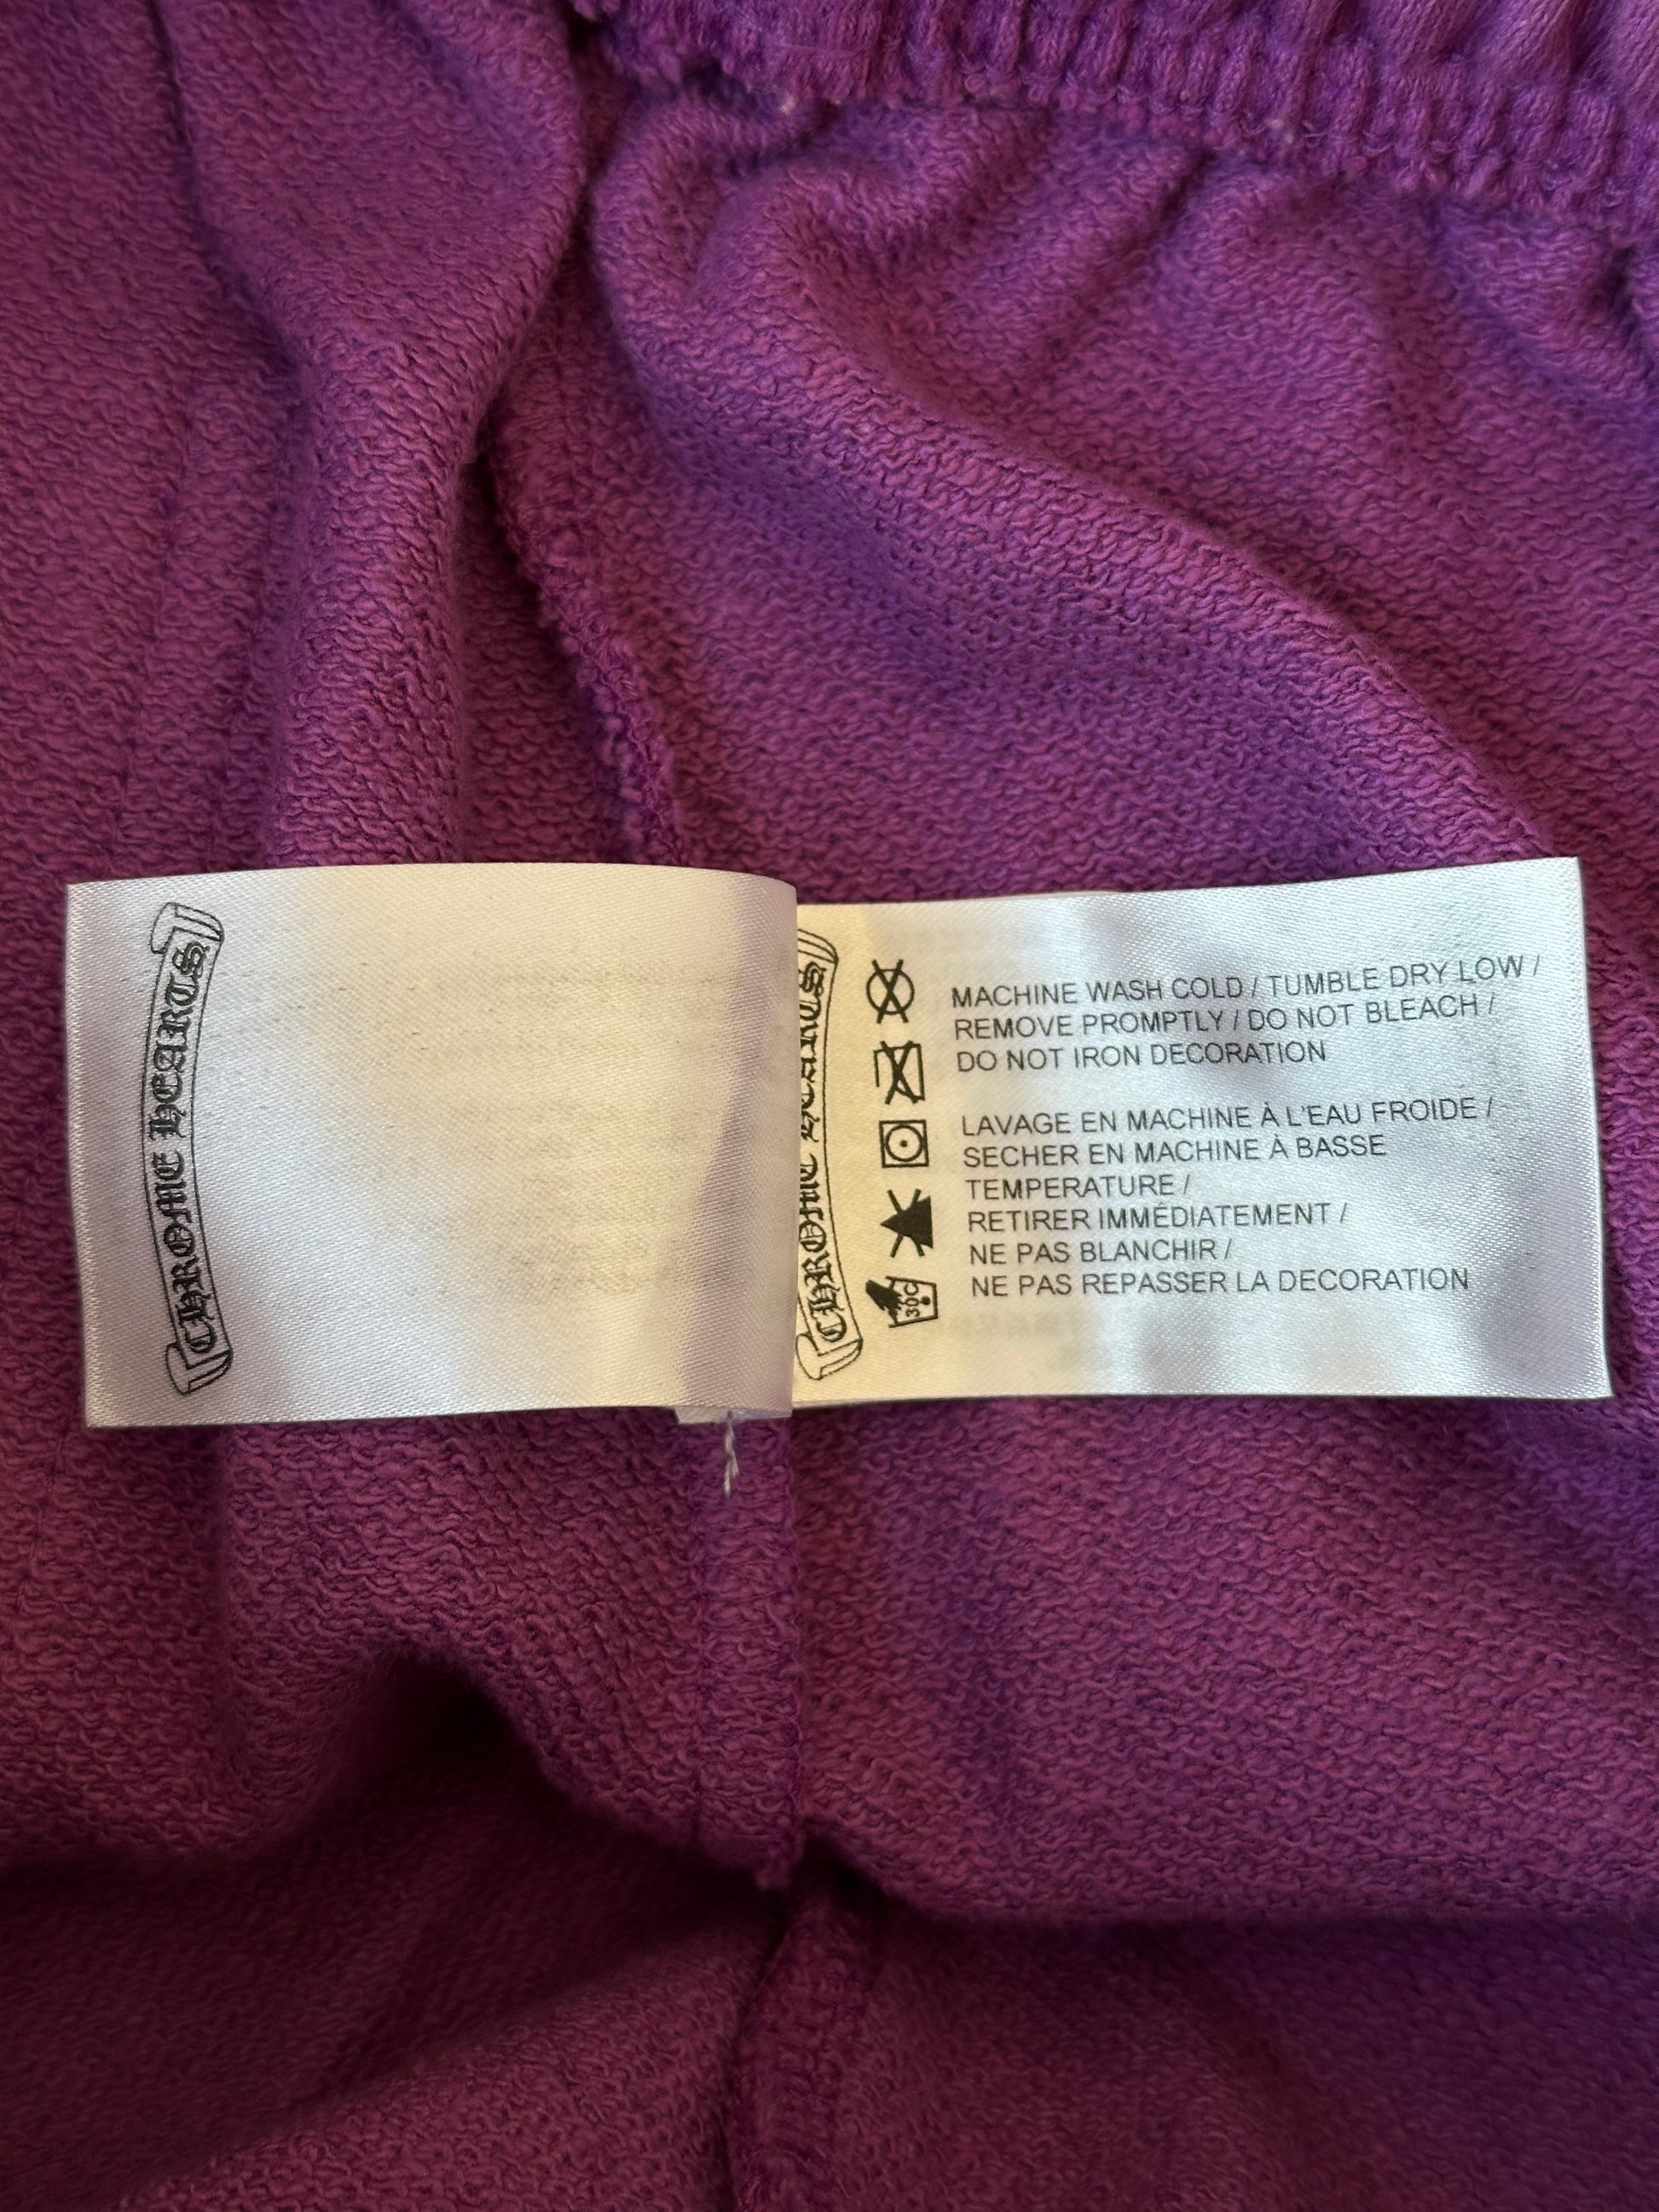 CHROME HEARTS
CHROME HEARTS
MACHINE WASH COLD / TUMBLE DRY LOW /
REMOVE PROMPTLY / DO NOT BLEACH /
DO NOT IRON DECORATION
LAVAGE EN MACHINE À L'EAU FROIDE /
SECHER EN MACHINE À BASSE
TEMPERATURE /
RETIRER IMMÉDIATEMENT /
NE PAS BLANCHIR /
NE PAS REPASSER LA DECORATION
30C